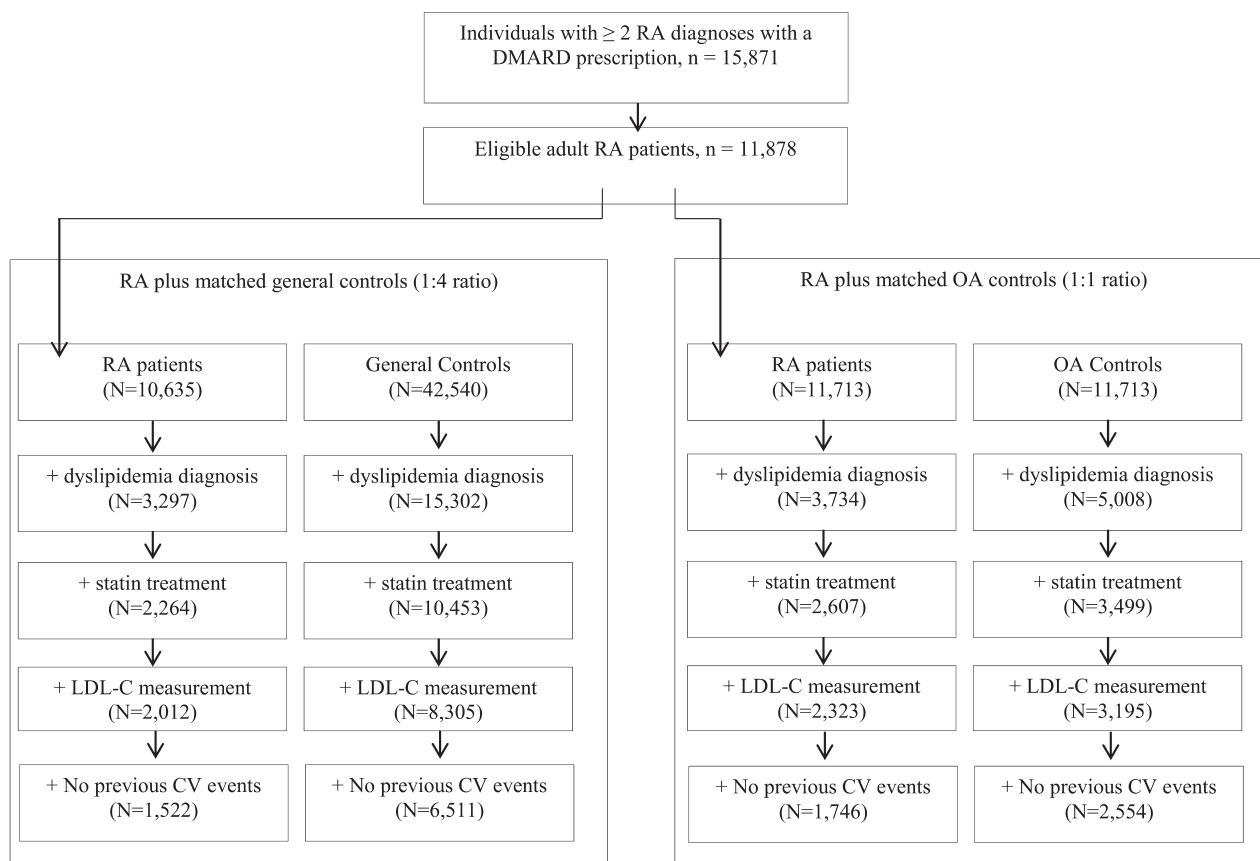 Individuals with ≥ 2 RA diagnoses with a
DMARD prescription, n = 15,871
Eligible adult RA patients, n = 11,878
RA plus matched general controls (1:4 ratio)
RA patients
(N=10,635)
General Controls
(N=42,540)
+ dyslipidemia diagnosis
(N=3,297)
+ dyslipidemia diagnosis
(N=15,302)
+ statin treatment
(N=2,264)
+ statin treatment
(N=10,453)
+ LDL-C measurement
(N=2,012)
+ LDL-C measurement
(N=8,305)
+ No previous CV events
(N=1,522)
+ No previous CV events
(N=6,511)
RA plus matched OA controls (1:1 ratio)
RA patients
(N=11,713)
OA Controls
(N=11,713)
+ dyslipidemia diagnosis
(N=3,734)
+ dyslipidemia diagnosis
(N=5,008)
+ statin treatment
(N=2,607)
+ statin treatment
(N=3,499)
+ LDL-C measurement
(N=2,323)
+ LDL-C measurement
(N=3,195)
+ No previous CV events
(N=1,746)
+ No previous CV events
(N=2,554)